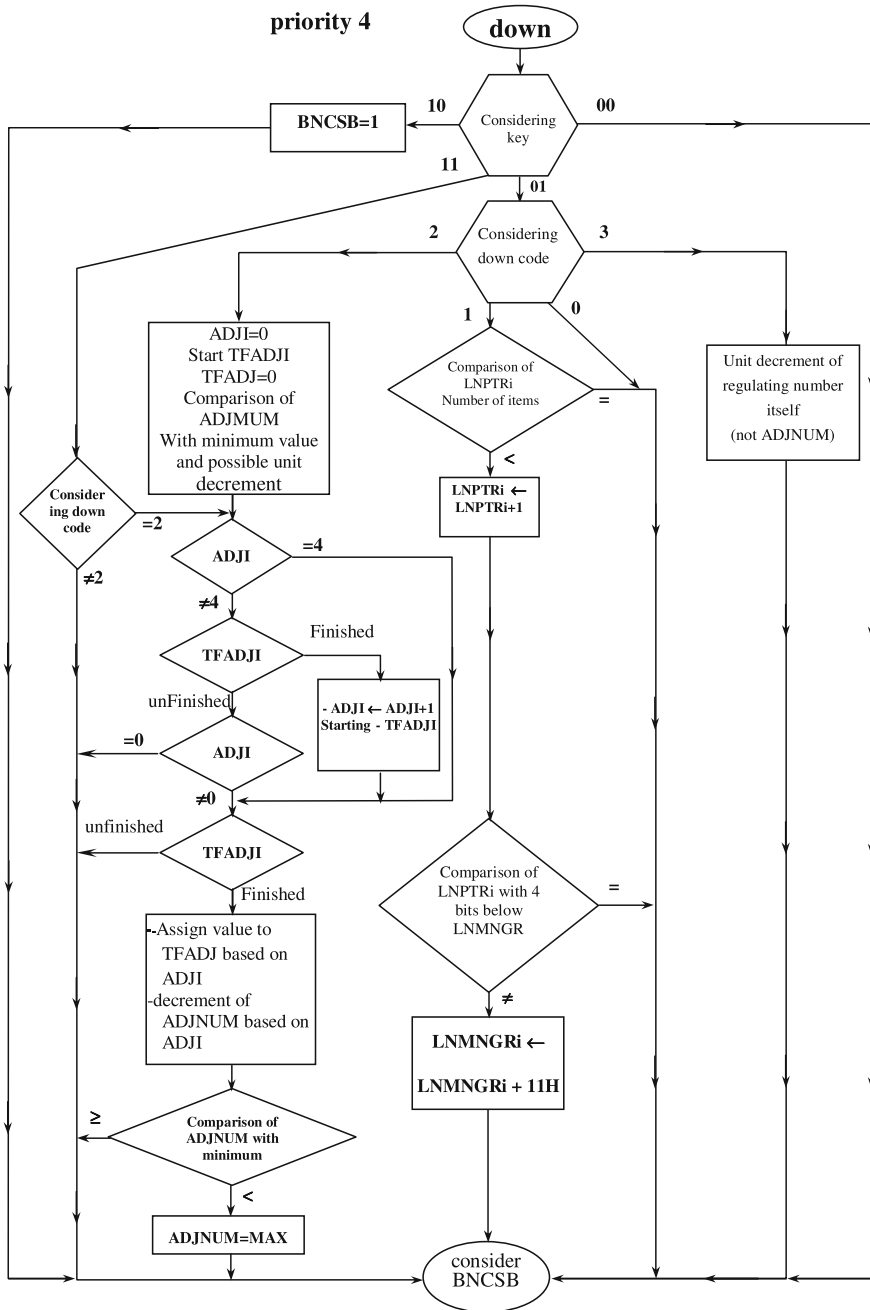 priority 4
down
Considering
key
10
00
BNCSB=1
11
01
Considering
down code
2
3
1
0
ADJI=0
Start TFADJI
TFADJ=0
Comparison of
ADJMUM
With minimum value
and possible unit
decrement
Comparison of
LNPTRi
Number of items
=
<
Unit decrement of
regulating number
itself
(not ADJNUM)
LNPTRi ←
LNPTRi+1
Consider
ing down
code
=2
≠2
ADJI
=4
≠4
TFADJI
Finished
unFinished
- ADJI ← ADJI+1
Starting - TFADJI
ADJI
=0
≠0
TFADJI
unfinished
Finished
Comparison of
LNPTRi with 4
bits below
LNMNGR
=
≠
--Assign value to
TFADJ based on
ADJI
-decrement of
ADJNUM based on
ADJI
LNMNGRi ←
LNMNGRi + 11H
Comparison of
ADJNUM with
minimum
≥
<
ADJNUM=MAX
consider
BNCSB